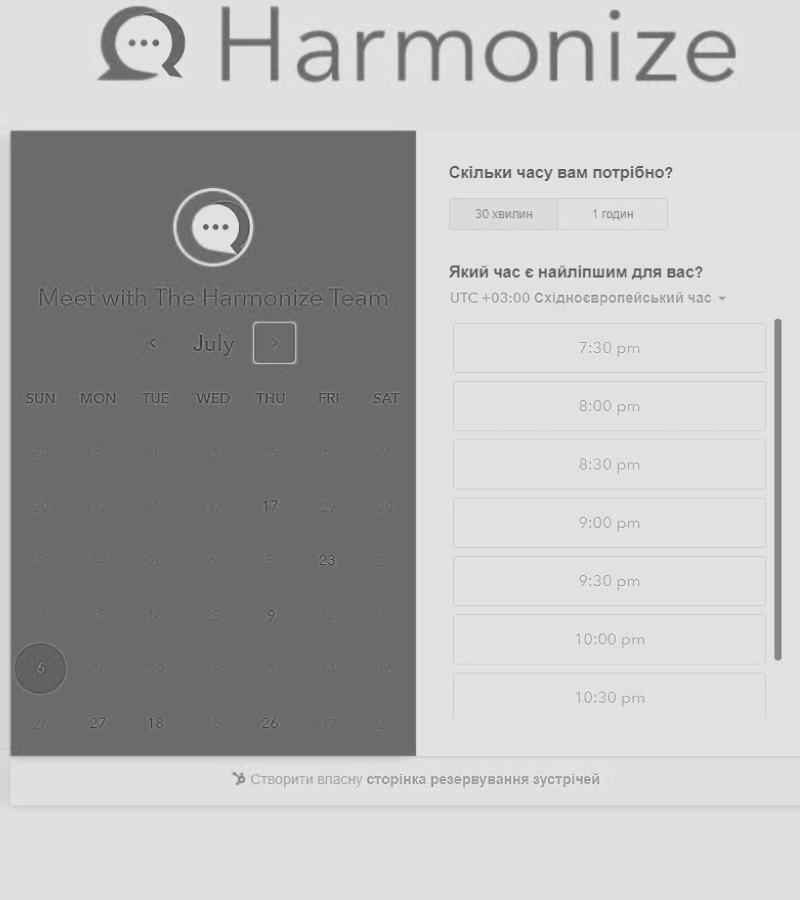 Harmonize
Meet with The Harmonize Team
July
SUN MON TUE WED THU FRI SAT
20 5 1 3 25 6 9
20 17 1 17 17 29 20
5 14 20 6 5 23 21
11 15 18 25 9 12 5
6 30 29 28 8 14 16
26 27 18 15 26 17 21
Скільки часу вам потрібно?
30 хвилин 1 годин
Який час є найліпшим для вас?
UTC +03:00 Східноєвропейський час
7:30 pm
8:00 pm
8:30 pm
9:00 pm
9:30 pm
10:00 pm
10:30 pm
Створити власну сторінка резервування зустрічей